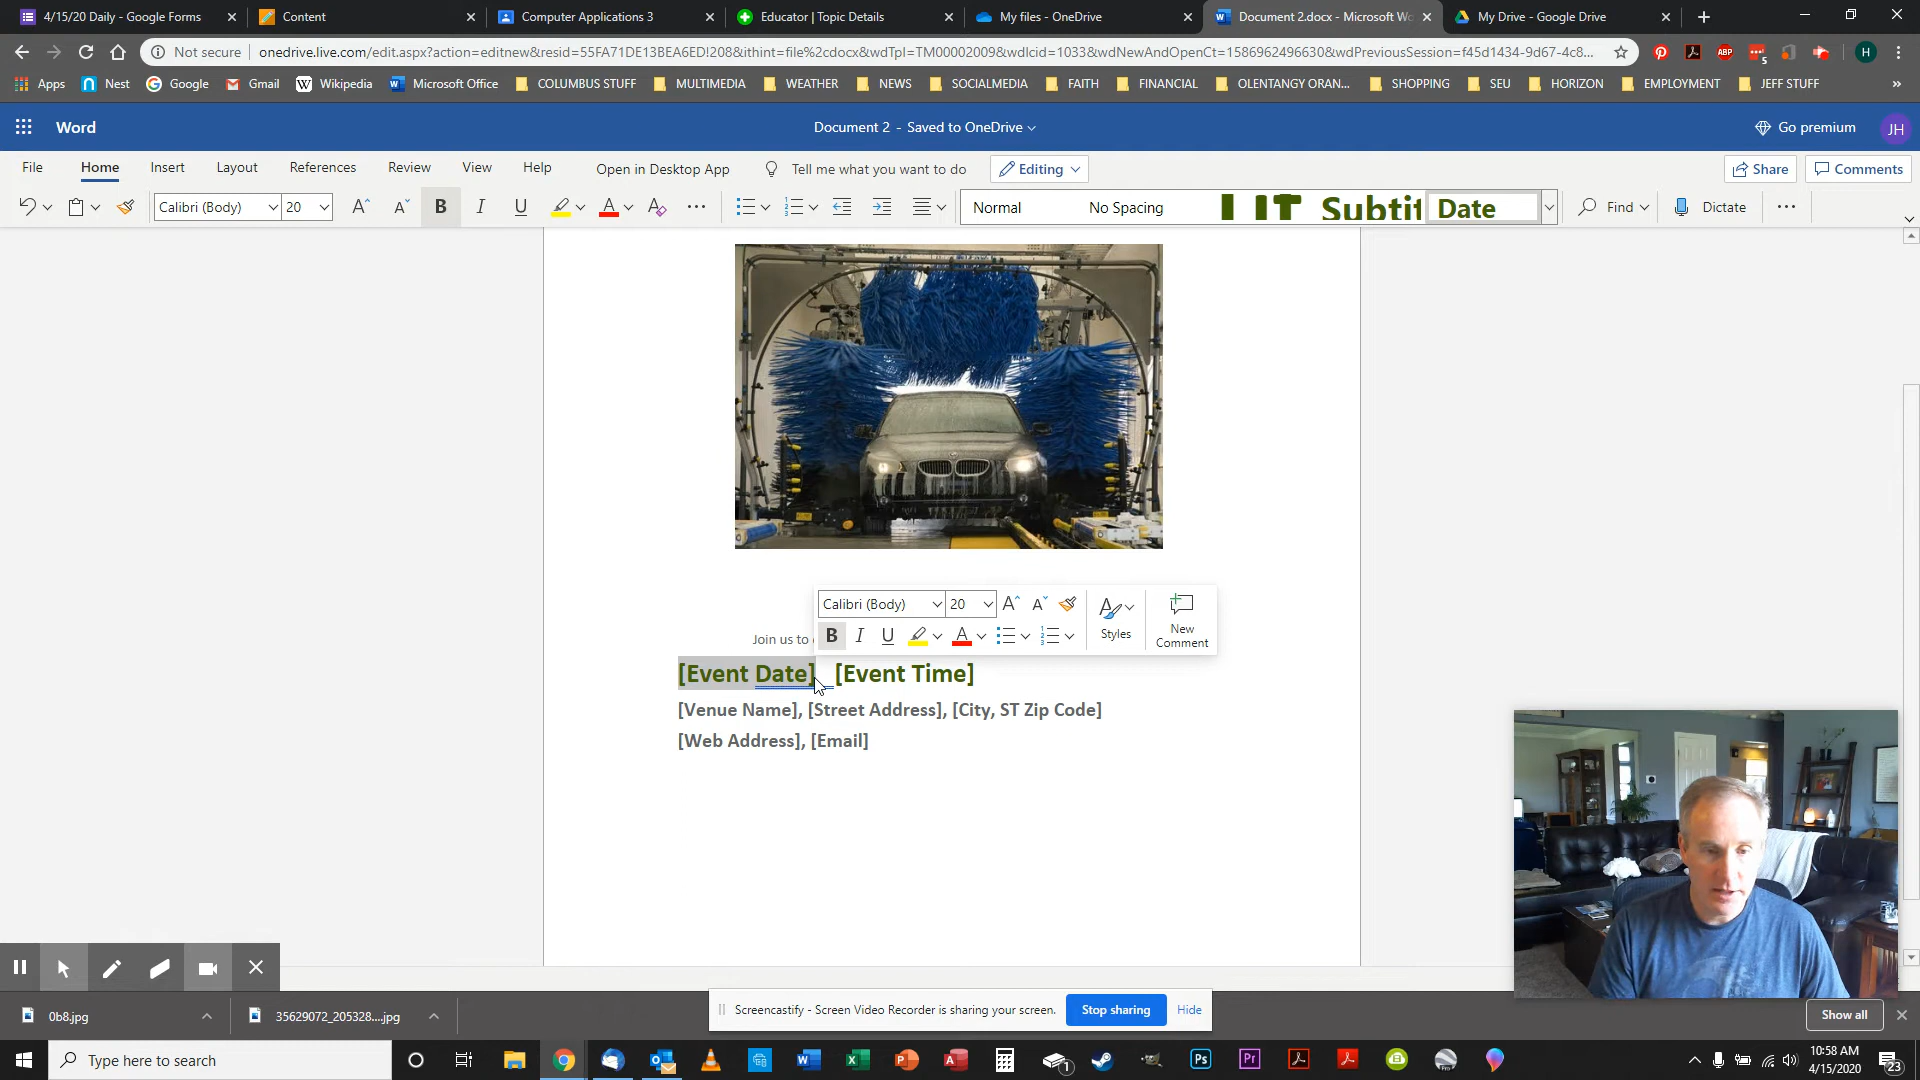 4/15/20 Daily - Google Forms
Content
Computer Applications 3
Educator | Topic Details
My files - OneDrive
Document 2.docx - Microsoft Wo
My Drive - Google Drive
Not secure
onedrive.live.com/edit.aspx?action=editnew&resid=55FA71DE13BEA6ED!208&ithint=file%2cdocx&wdTpl=TM00002009&wdlcid=1033&wdNewAndOpenCt=1586962496630&wdPreviousSession=f45d1434-9d67-4c8...
ABP
5
H
Apps
Nest
Google
Gmail
Wikipedia
Microsoft Office
COLUMBUS STUFF
MULTIMEDIA
WEATHER
NEWS
SOCIALMEDIA
FAITH
FINANCIAL
OLENTANGY ORAN...
SHOPPING
SEU
HORIZON
EMPLOYMENT
JEFF STUFF
Word
Document 2 - Saved to OneDrive
Go premium
JH
File
Home
Insert
Layout
References
Review
View
Help
Open in Desktop App
Tell me what you want to do
Editing
Share
Comments
Calibri (Body)
20
B
I
U
Normal
No Spacing
Subtit
Date
Find
Dictate
Calibri (Body)
20
Styles
B
I
U
New
Comment
Join us to
[Event Date] [Event Time]
[Venue Name], [Street Address], [City, ST Zip Code]
[Web Address], [Email]
Screencastify - Screen Video Recorder is sharing your screen.
Stop sharing
Hide
0b8.jpg
35629072_205328....jpg
Show all
Type here to search
1
Ps
Pr
10:58 AM
4/15/2020
23